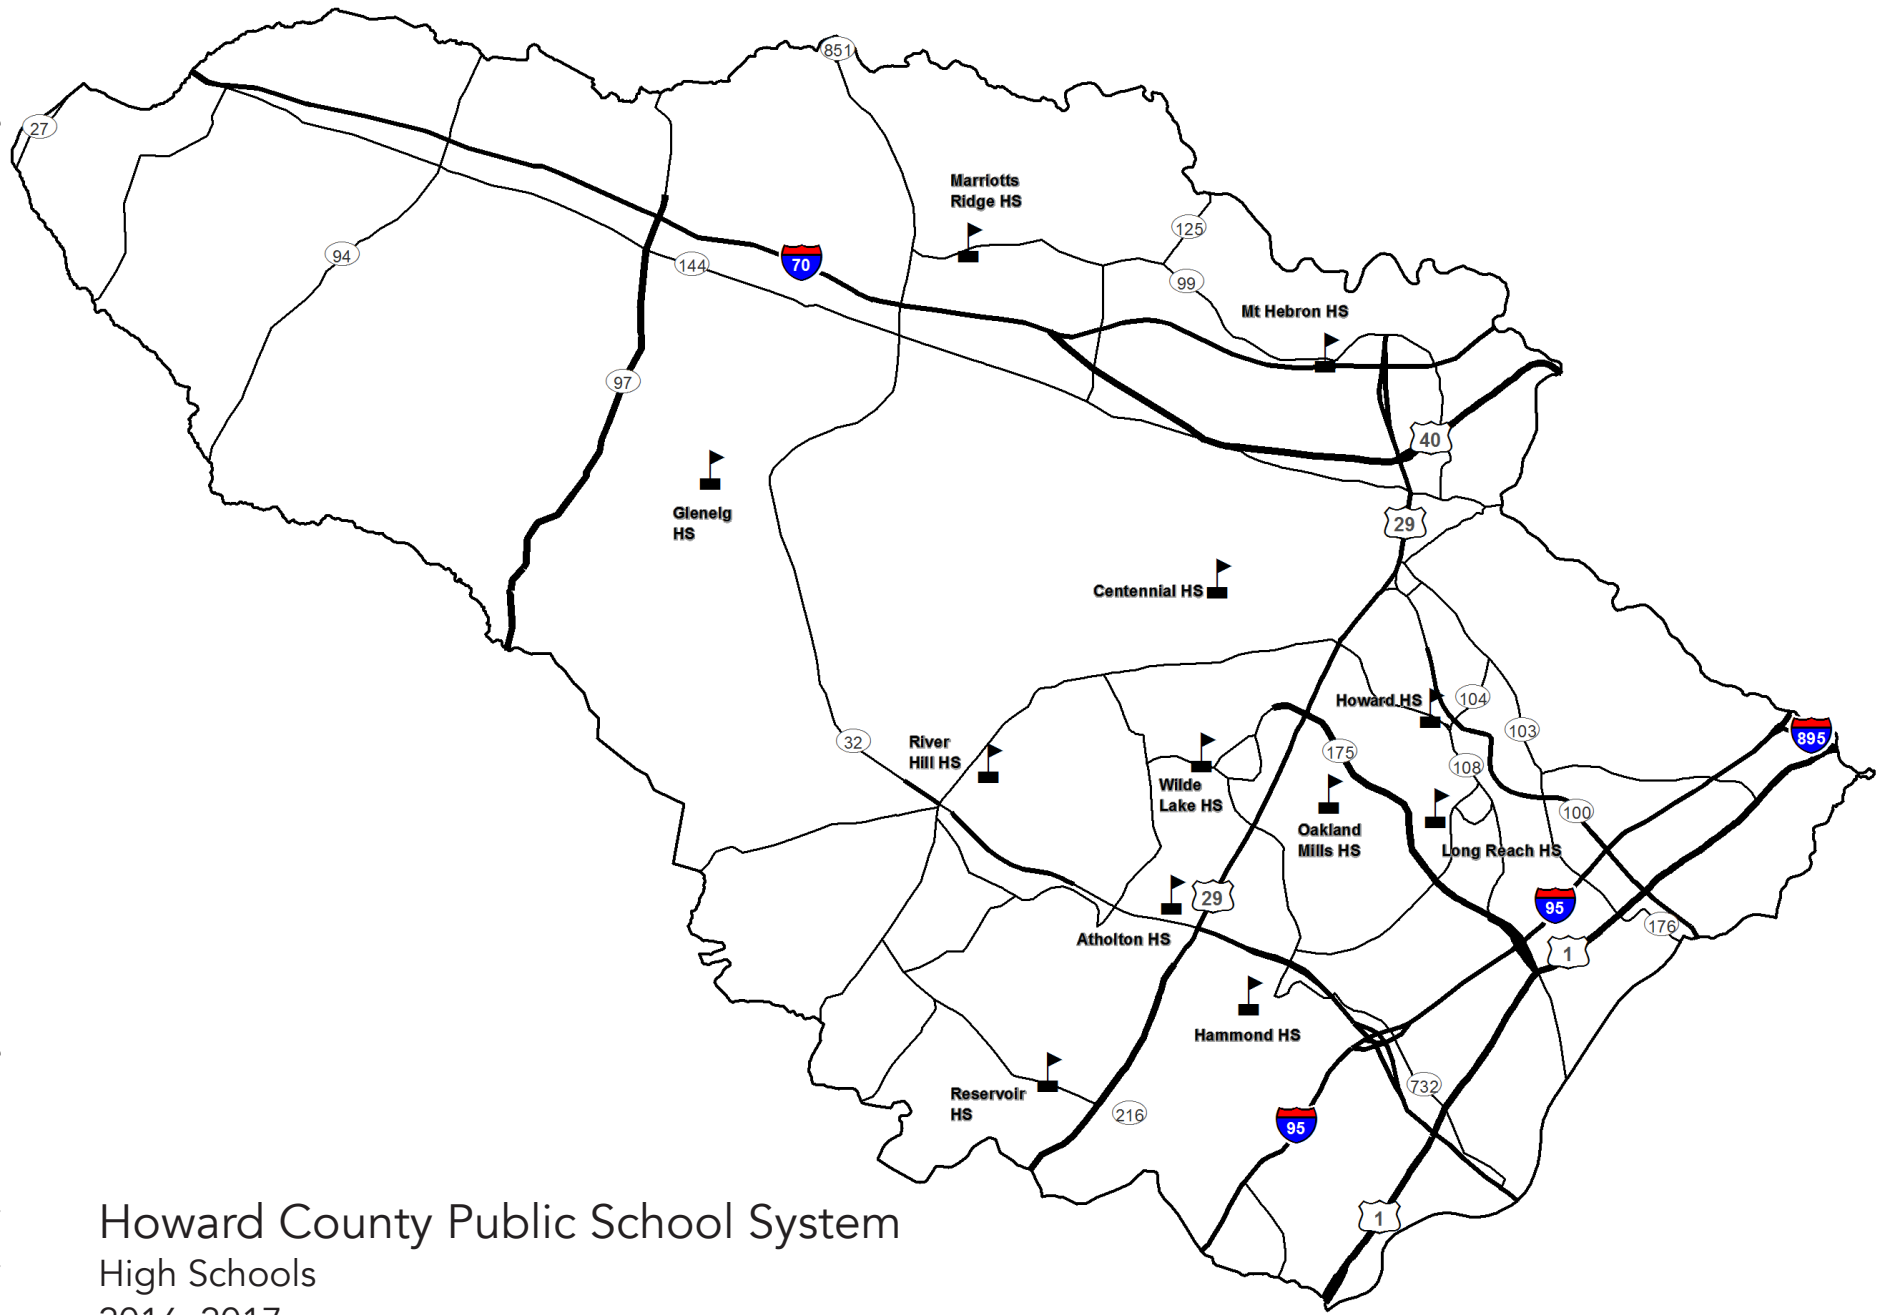 851
27
Marriotts
Ridge HS
125
94
144
70
99
Mt Hebron HS
97
40
Glenelg
HS
29
Centennial HS
Howard HS
104
103
32
River
Hill HS
175
895
108
Wilde
Lake HS
100
Oakland
Mills HS
Long Reach HS
29
95
176
Atholton HS
1
Hammond HS
732
Reservoir
HS
216
95
1
Howard County Public School System
High Schools
2016-2017